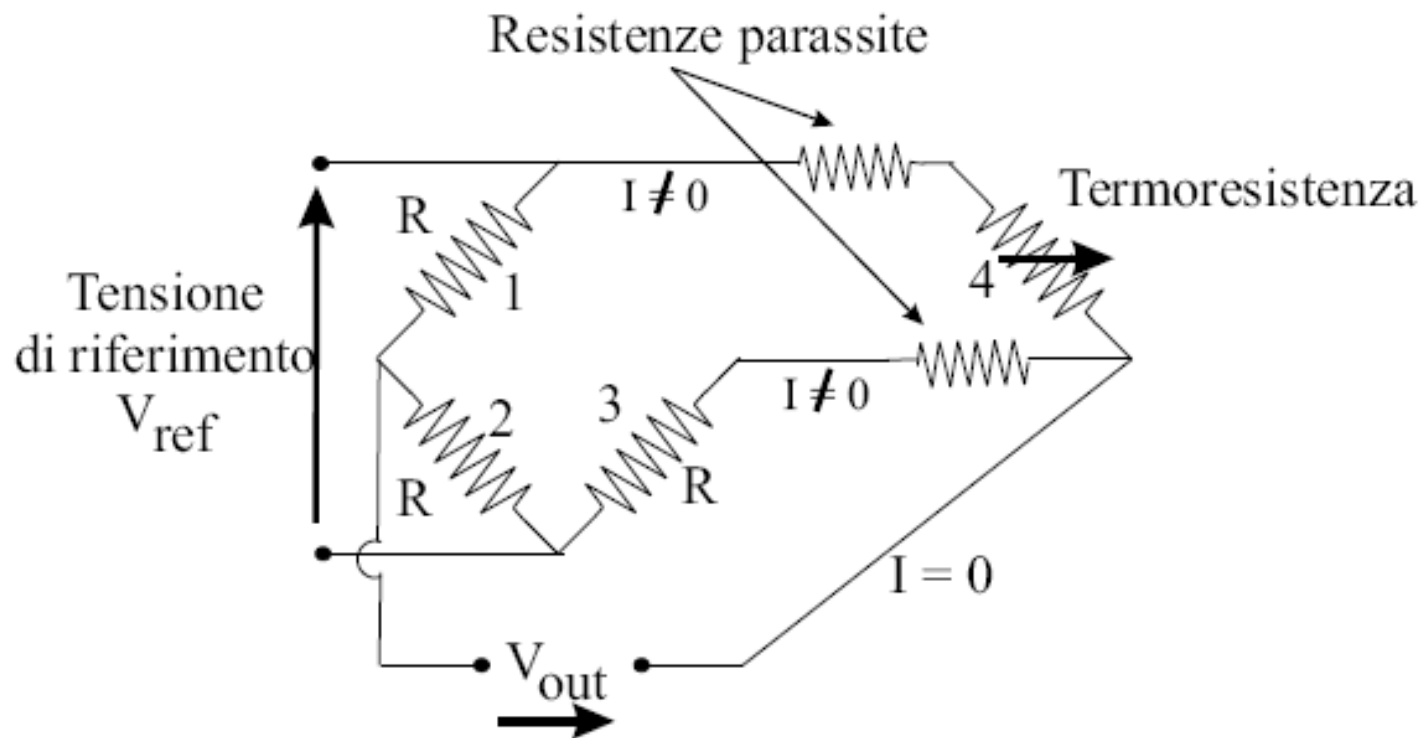 Resistenze parassite
I ≠ 0
Termoresistenza
R
1
4
Tensione
di riferimento
V_ref
I ≠ 0
2
3
R
R
I = 0
V_out